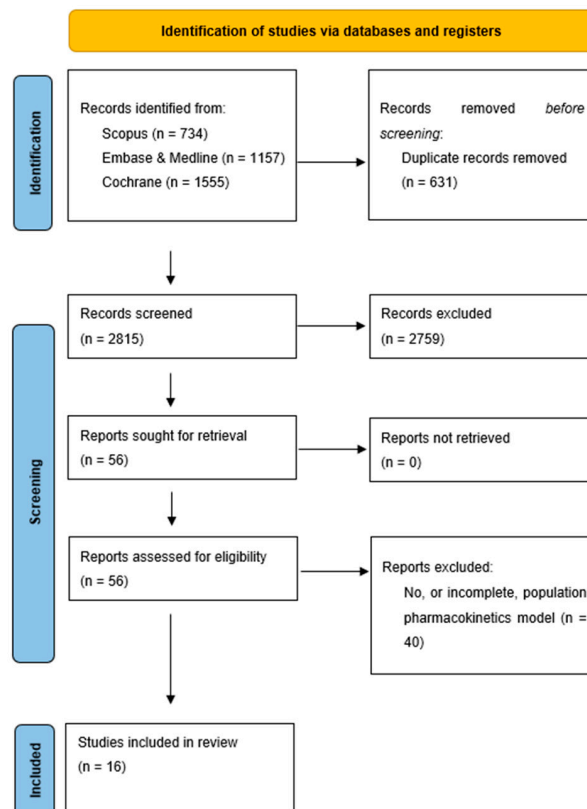 Identification of studies via databases and registers
Identification
Records identified from:
Scopus (n = 734)
Embase & Medline (n = 1157)
Cochrane (n = 1555)
Records removed before
screening:
Duplicate records removed
(n = 631)
Screening
Records screened
(n = 2815)
Records excluded
(n = 2759)
Reports sought for retrieval
(n = 56)
Reports not retrieved
(n = 0)
Reports assessed for eligibility
(n = 56)
Reports excluded:
No, or incomplete, population
pharmacokinetics model (n =
40)
Included
Studies included in review
(n = 16)